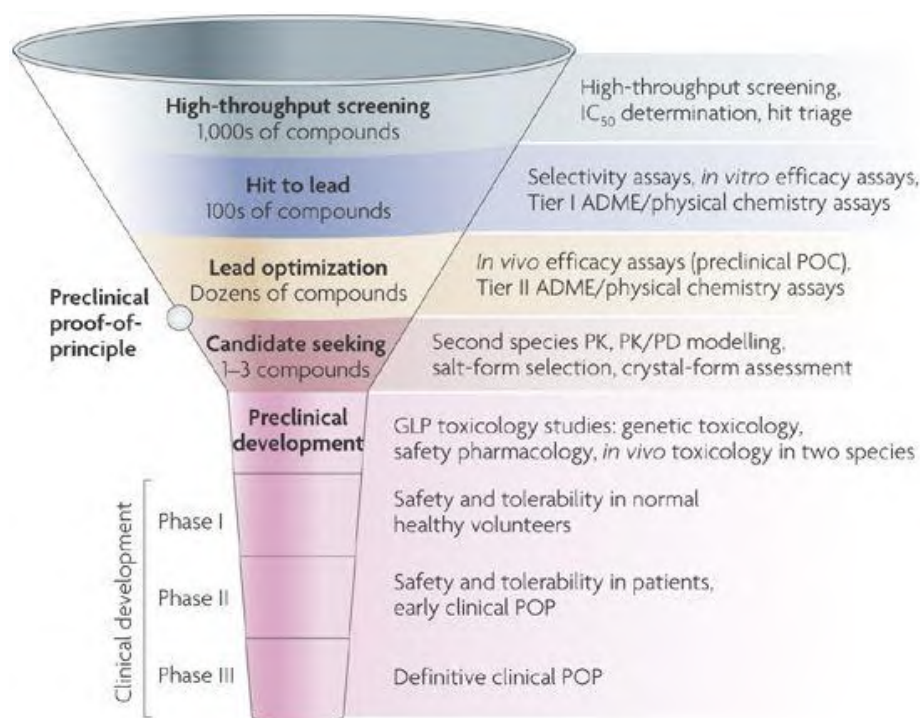 High-throughput screening
1,000s of compounds
High-throughput screening,
IC50 determination, hit triage
Hit to lead
100s of compounds
Selectivity assays, in vitro efficacy assays,
Tier I ADME/physical chemistry assays
Lead optimization
Dozens of compounds
In vivo efficacy assays (preclinical POC).
Tier II ADME/physical chemistry assays
Preclinical
proof-of-
principle
Candidate seeking
1–3 compounds
Second species PK, PK/PD modelling,
salt-form selection, crystal-form assessment
Preclinical
development
GLP toxicology studies: genetic toxicology,
safety pharmacology, in vivo toxicology in two species
Clinical development
Phase I
Safety and tolerability in normal
healthy volunteers
Phase II
Safety and tolerability in patients,
early clinical POP
Phase III
Definitive clinical POP